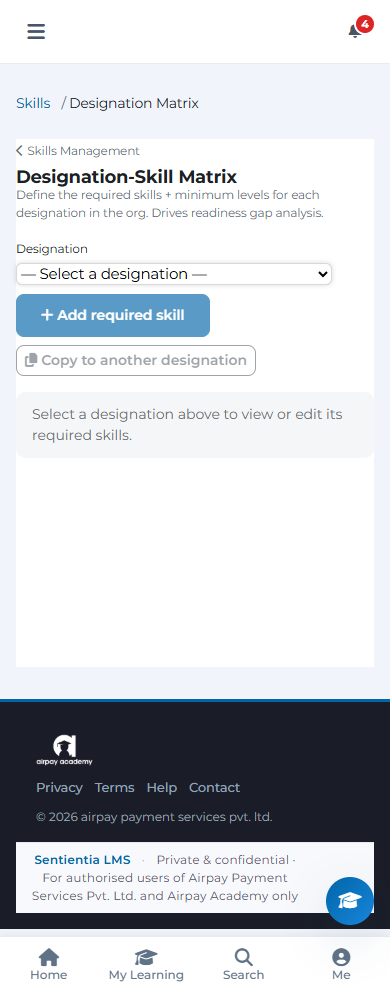 4
Skills / Designation Matrix
Skills Management
Designation-Skill Matrix
Define the required skills + minimum levels for each
designation in the org. Drives readiness gap analysis.
Designation
— Select a designation —
+ Add required skill
Copy to another designation
Select a designation above to view or edit its
required skills.
airpay academy
Privacy Terms Help Contact
© 2026 airpay payment services pvt. ltd.
Sentientia LMS · Private & confidential ·
For authorised users of Airpay Payment
Services Pvt. Ltd. and Airpay Academy only
Home My Learning Search Me